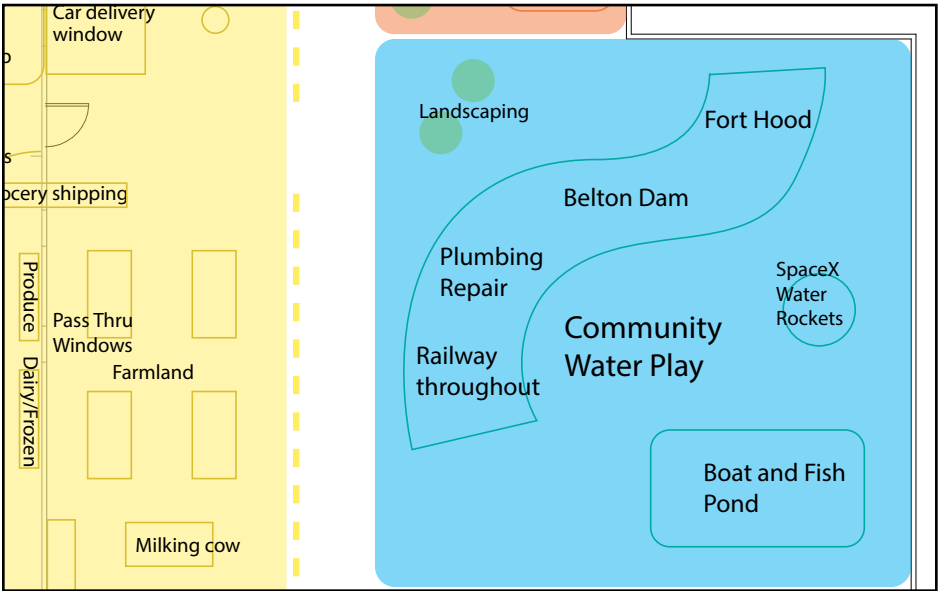 Car delivery
window
Landscaping
Fort Hood
shipping
Belton Dam
Produce
Plumbing
Repair
SpaceX
Water
Rockets
Pass Thru
Windows
Community
Water Play
Railway
throughout
Farmland
Dairy/Frozen
Boat and Fish
Pond
Milking cow